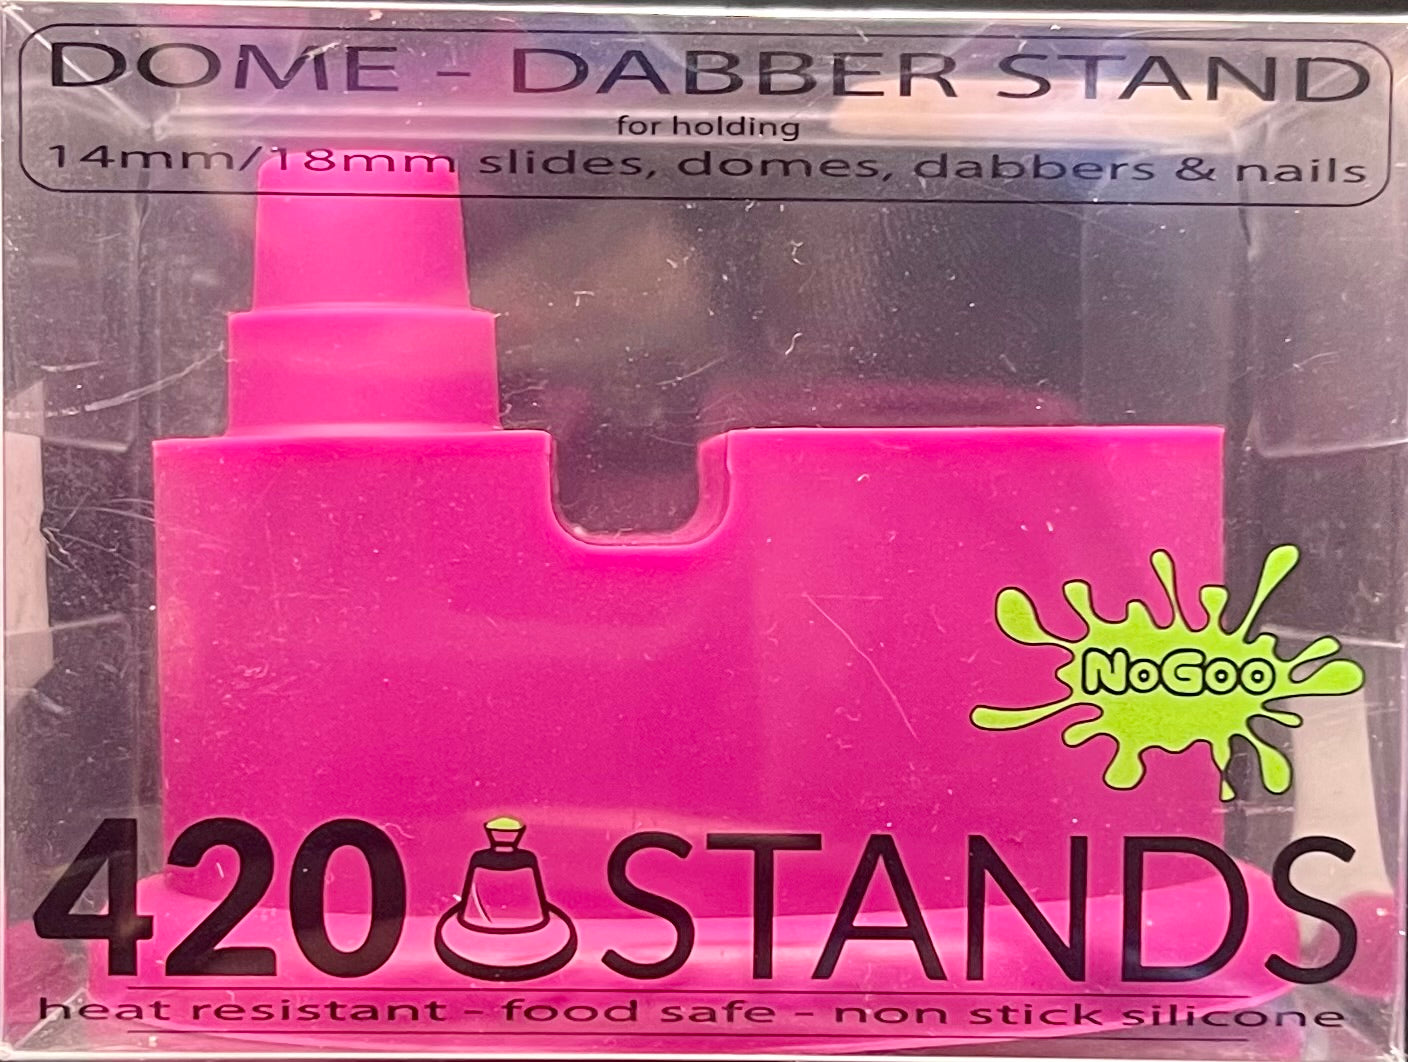 DOME - DABBER STAND
for holding
14mm/18mm slides, domes, dabbers & nails
NoGoo
420 STANDS
heat resistant - food safe - non stick silicone